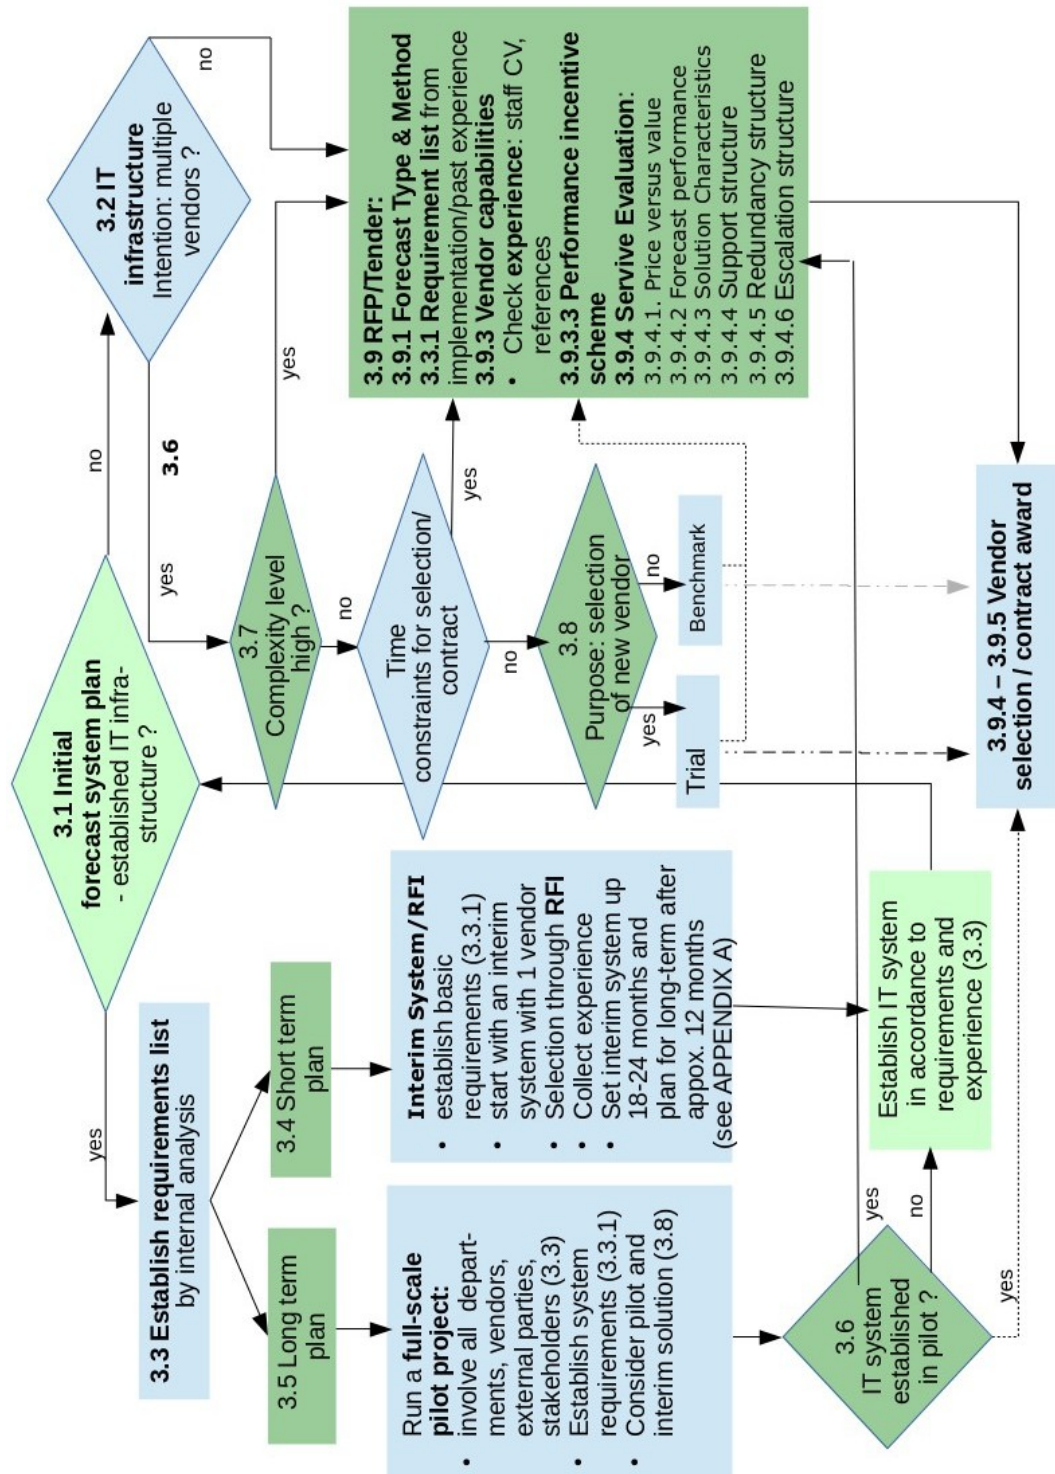 3.1 Initial
forecast system plan
- established IT infra-
structure ?
yes
no
3.2 IT
infrastructure
Intention: multiple
vendors ?
yes
3.6
no
3.3 Establish requirements list
by internal analysis
3.5 Long term
plan
3.4 Short term
plan
Run a full-scale
pilot project:
• involve all depart-
ments, vendors,
external parties,
stakeholders (3.3)
• Establish system
requirements (3.3.1)
• Consider pilot and
interim solution (3.8)
Interim System/RFI
• establish basic
requirements (3.3.1)
start with an interim
system with 1 vendor
• Selection through RFI
• Collect experience
• Set interim system up
18-24 months and
plan for long-term after
appox. 12 months
(see APPENDIX A)
3.7
Complexity level
high ?
yes
no
Time
constraints for selection/
contract
yes
no
3.8
Purpose: selection
of new vendor
yes
no
Trial
Benchmark
3.9 RFP/Tender:
3.9.1 Forecast Type & Method
3.3.1 Requirement list from
implementation/past experience
3.9.3 Vendor capabilities
• Check experience: staff CV,
references
3.9.3.3 Performance incentive
scheme
3.9.4 Servive Evaluation:
3.9.4.1. Price versus value
3.9.4.2 Forecast performance
3.9.4.3 Solution Characteristics
3.9.4.4 Support structure
3.9.4.5 Redundancy structure
3.9.4.6 Escalation structure
3.6
IT system
established
in pilot ?
yes
no
yes
Establish IT system
in accordance to
requirements and
experience (3.3)
3.9.4 – 3.9.5 Vendor
selection / contract award